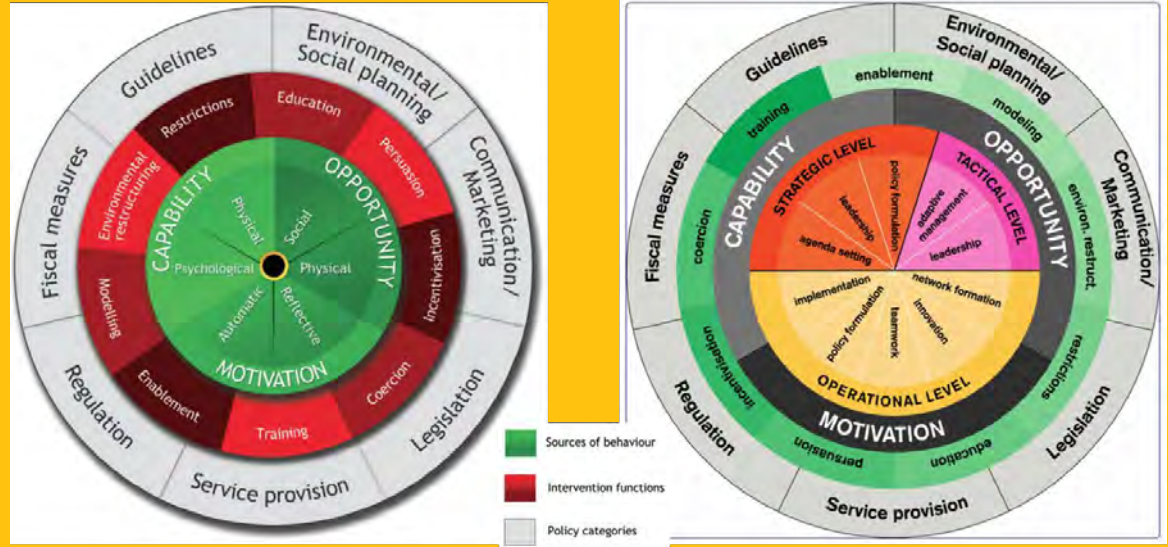 Environmental/
Social planning
Guidelines
Fiscal measures
Regulation
Service provision
Legislation
Communication/
Marketing
Restrictions
Education
Persuasion
Incentivisation
Coercion
Training
Enablement
Modelling
Environmental
restructuring
CAPABILITY
OPPORTUNITY
MOTIVATION
Physical
Social
Psychological
Physical
Automatic
Reflective
Sources of behaviour
Intervention functions
Policy categories
Environmental/
Social planning
Guidelines
Fiscal measures
Regulation
Service provision
Legislation
Communication/
Marketing
enablement
modeling
training
coercion
environ. restruct.
restrictions
incentivisation
persuasion
education
CAPABILITY
OPPORTUNITY
MOTIVATION
STRATEGIC LEVEL
TACTICAL LEVEL
OPERATIONAL LEVEL
policy formulation
leadership
agenda setting
adaptive
management
leadership
implementation
policy formulation
teamwork
innovation
network formation